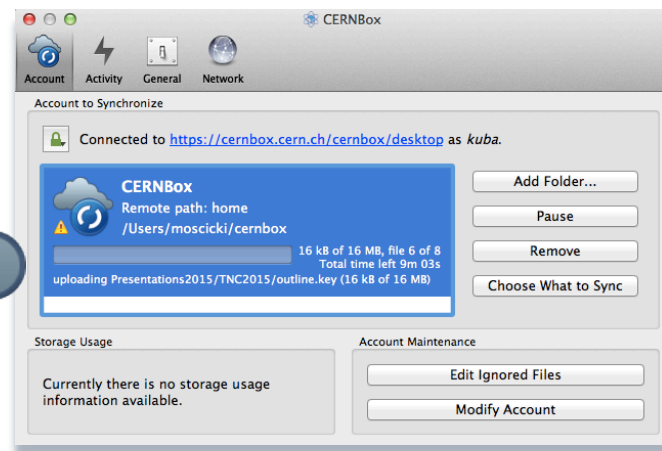 CERNBox
Account Activity General Network
Account to Synchronize
Connected to https://cernbox.cern.ch/cernbox/desktop as kuba.
CERNBox
Remote path: home
/Users/moscicki/cernbox
16 kB of 16 MB, file 6 of 8
Total time left 9m 03s
uploading Presentations2015/TNC2015/outline.key (16 kB of 16 MB)
Add Folder...
Pause
Remove
Choose What to Sync
Storage Usage
Currently there is no storage usage
information available.
Account Maintenance
Edit Ignored Files
Modify Account